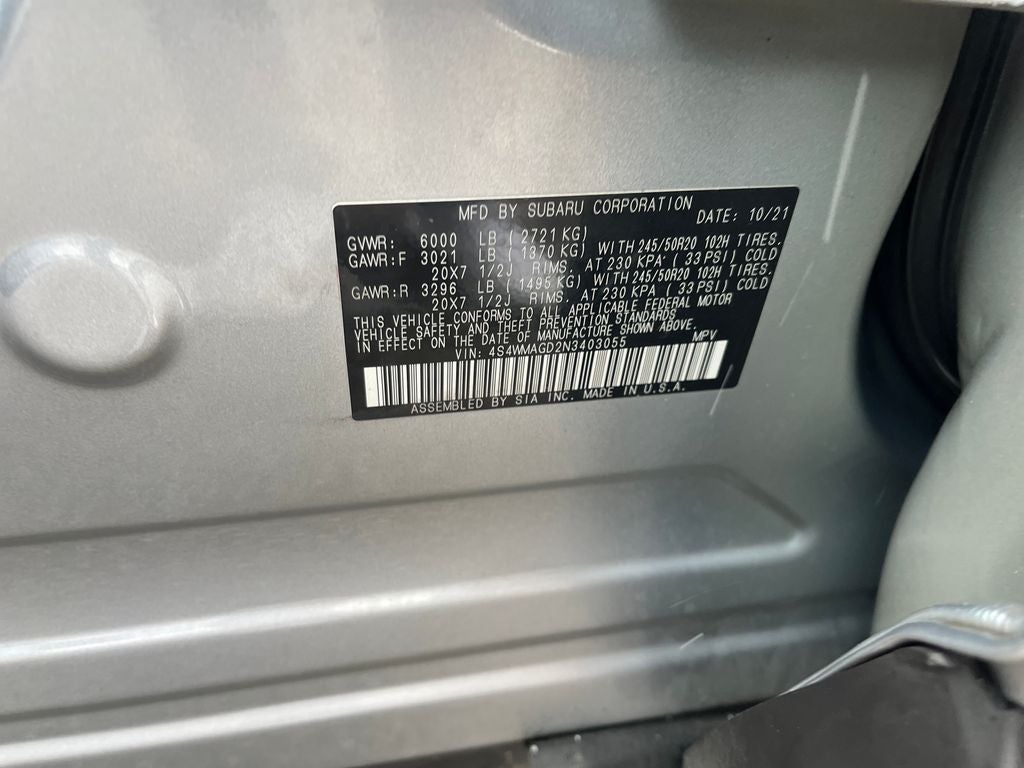 MFD BY SUBARU CORPORATION DATE: 10/21
GVWR: 6000 LB ( 2721 KG)
GAWR:F 3021 LB ( 1370 KG) WITH 245/50R20 102H TIRES.
20X7 1/2J RIMS. AT 230 KPA ( 33 PSI) COLD
GAWR:R 3296 LB ( 1495 KG) WITH 245/50R20 102H TIRES.
20X7 1/2J RIMS. AT 230 KPA ( 33 PSI) COLD
THIS VEHICLE CONFORMS TO ALL APPLICABLE FEDERAL MOTOR
VEHICLE SAFETY AND THEFT PREVENTION STANDARDS
IN EFFECT ON THE DATE OF MANUFACTURE SHOWN ABOVE.
VIN: 4S4WMAGD2N3403055 MPV
ASSEMBLED BY SIA INC. MADE IN U.S.A.